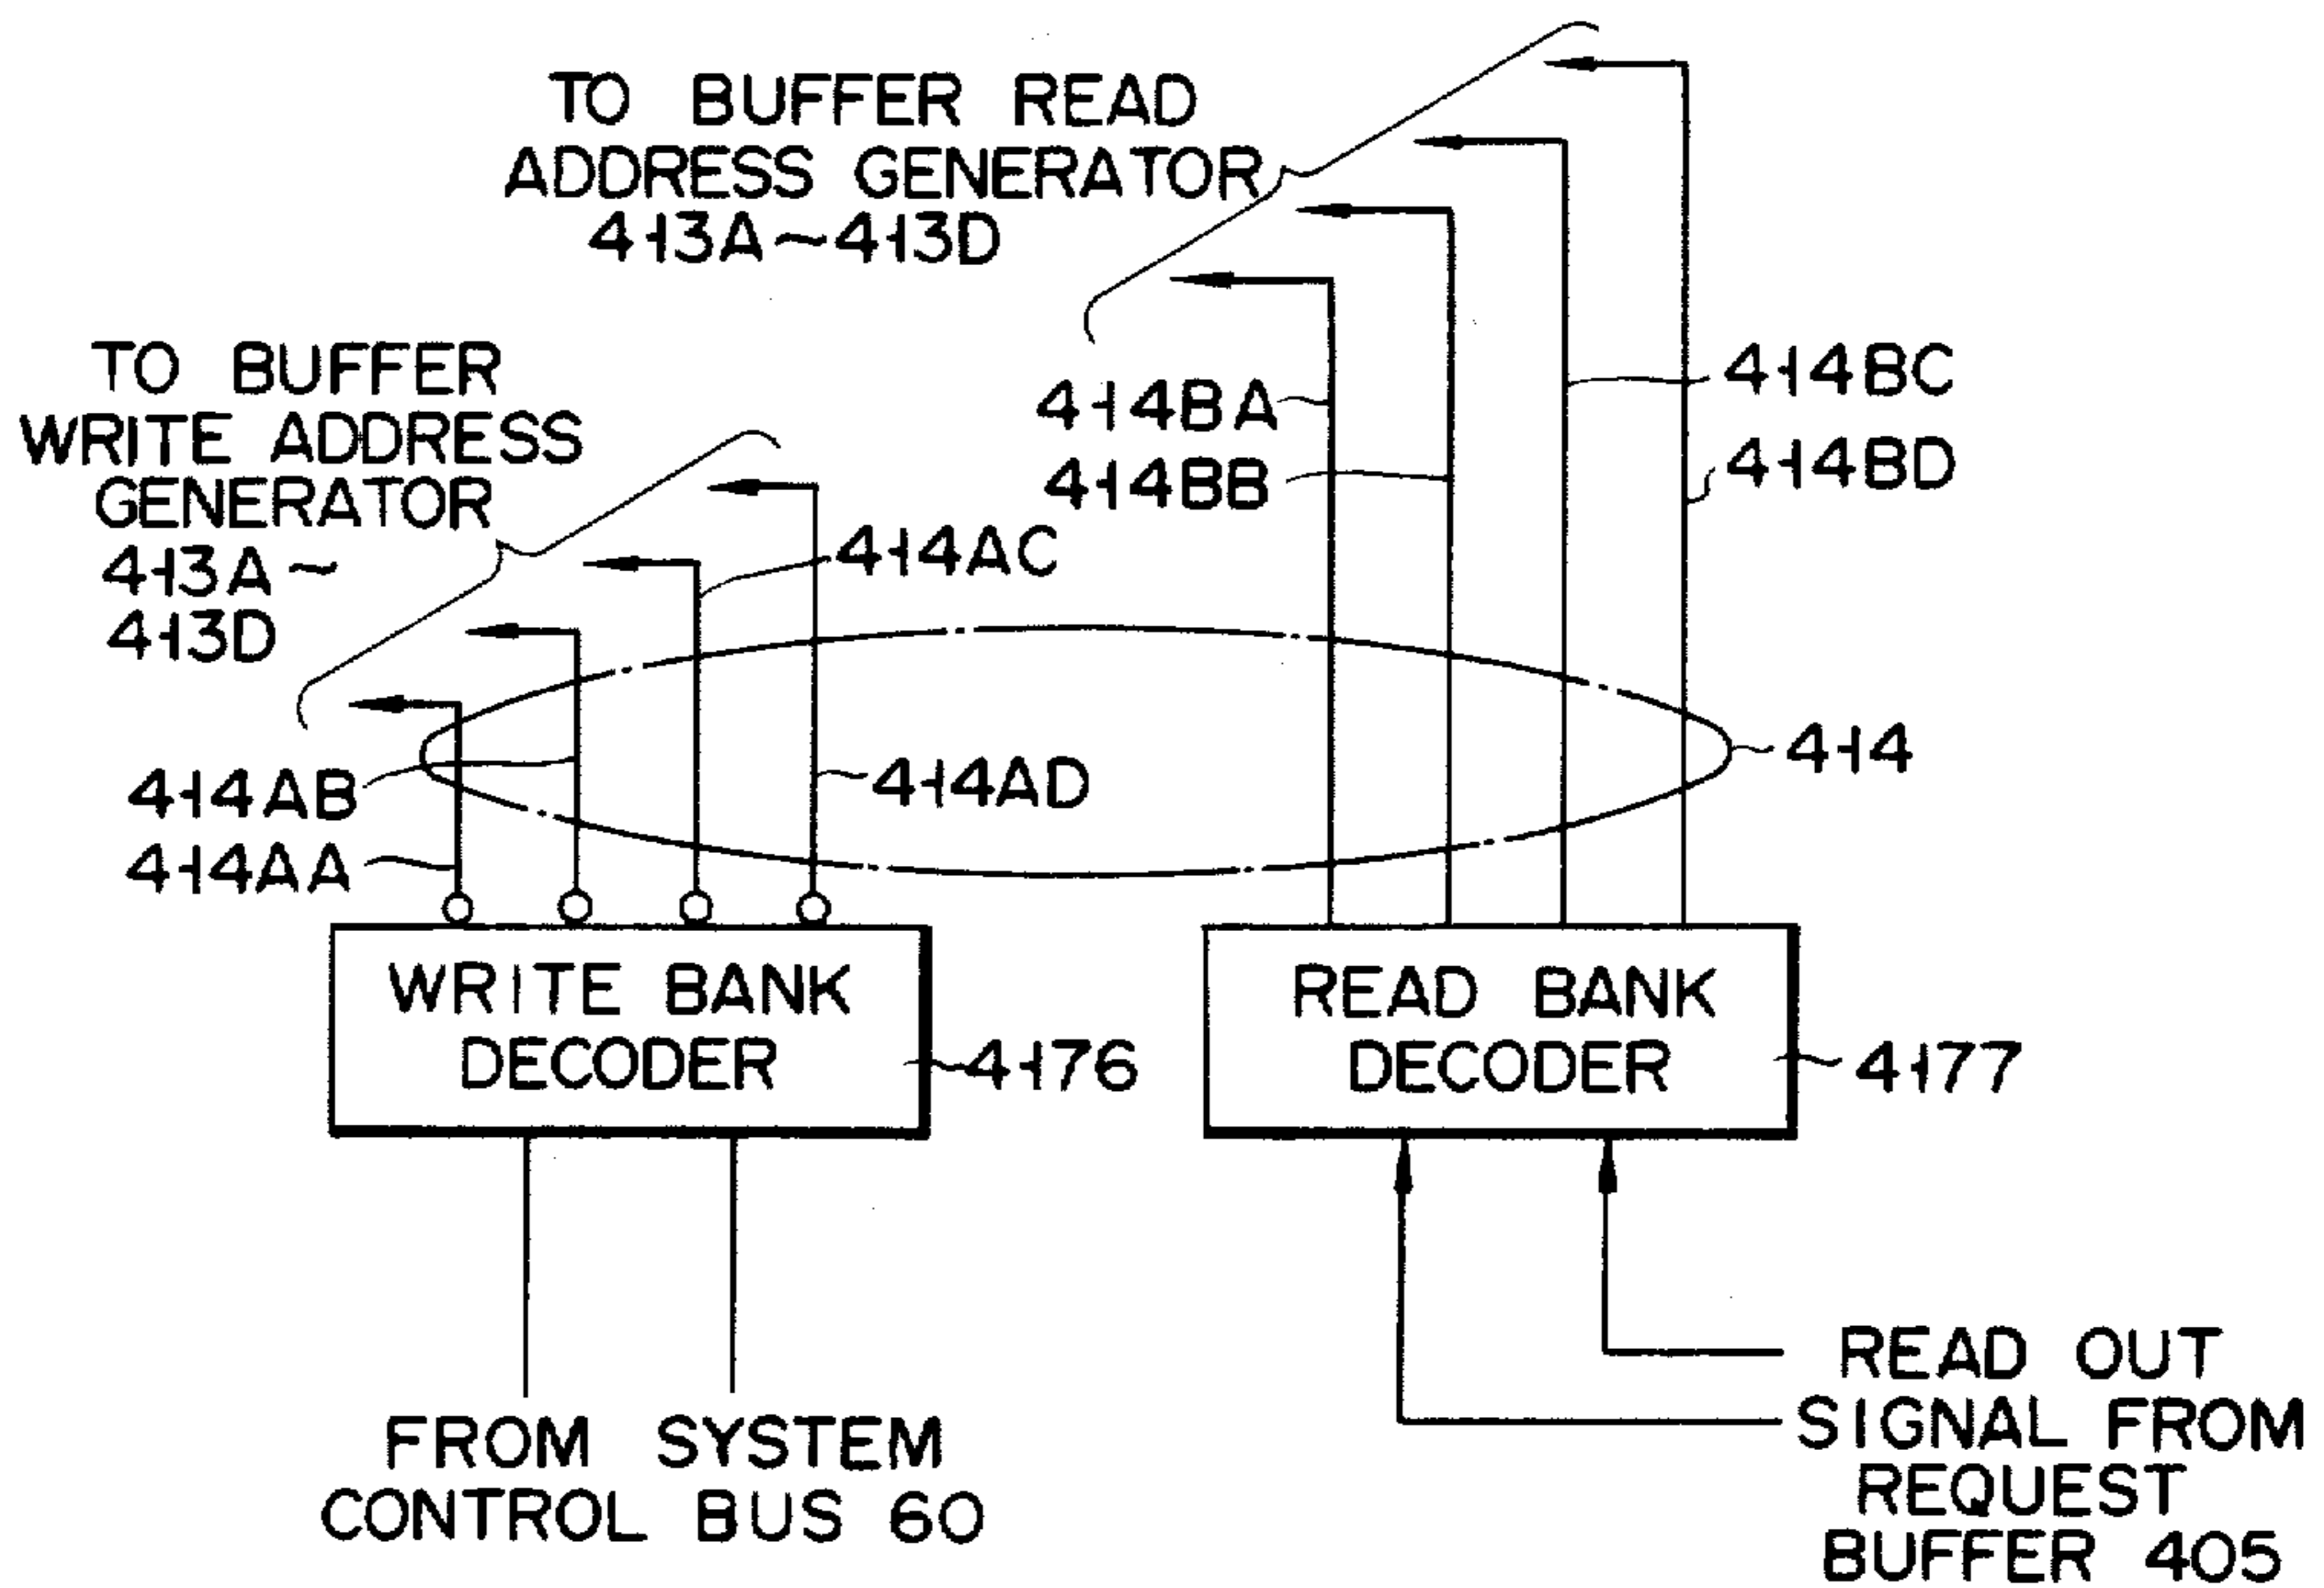 TO BUFFER READ
ADDRESS GENERATOR
413A~413D
TO BUFFER
WRITE ADDRESS
GENERATOR
413A~
413D
414BA
414BB
414BC
414BD
414AC
414AD
414AB
414AA
414
WRITE BANK
DECODER
4176
READ BANK
DECODER
4177
FROM SYSTEM
CONTROL BUS 60
READ OUT
SIGNAL FROM
REQUEST
BUFFER 405